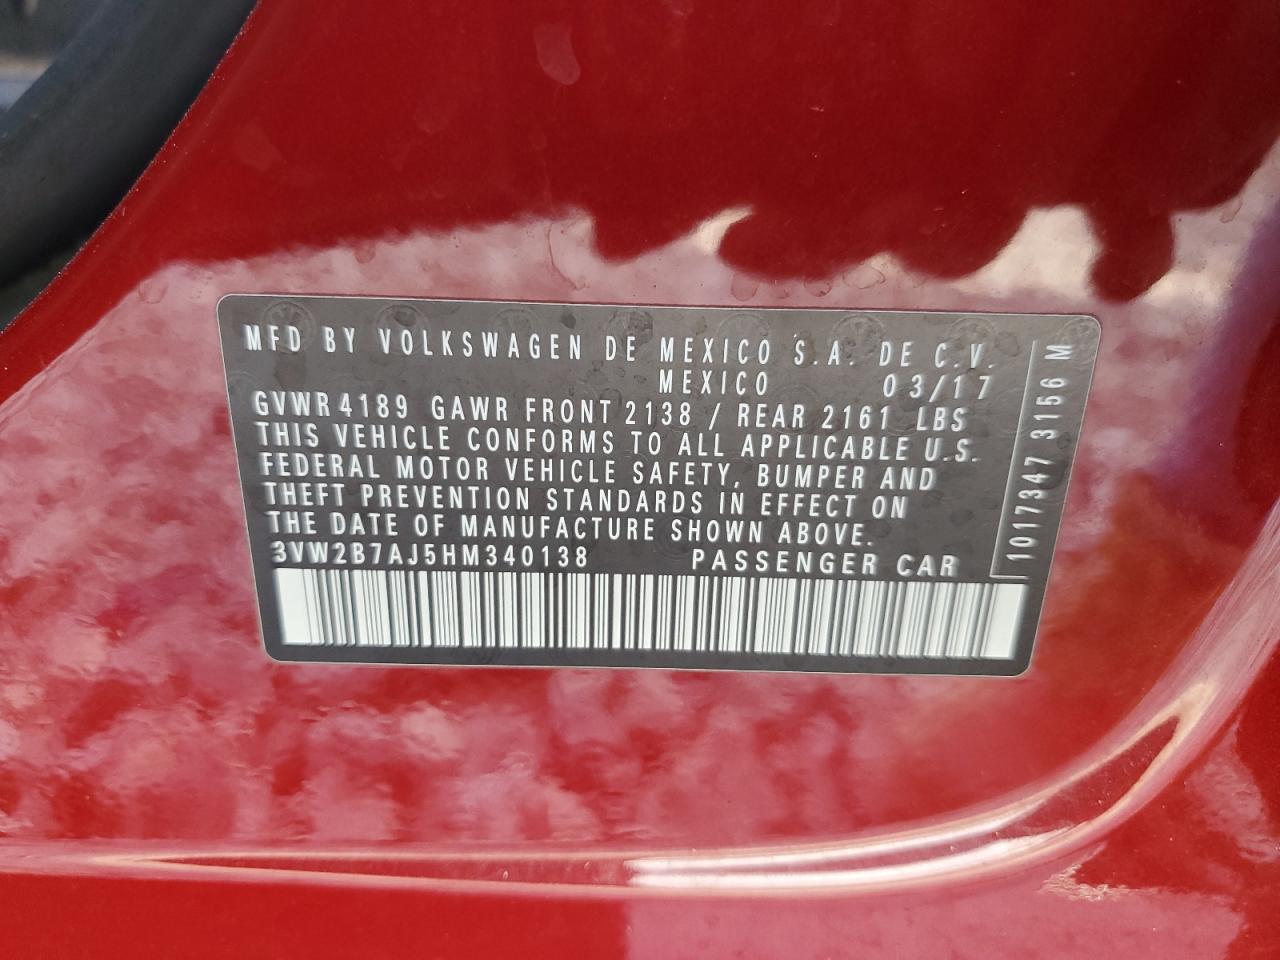 MFD BY VOLKSWAGEN DE MEXICO S.A. DE C.V.
MEXICO 03/17
GVWR 4189 GAWR FRONT 2138 / REAR 2161 LBS
THIS VEHICLE CONFORMS TO ALL APPLICABLE U.S.
FEDERAL MOTOR VEHICLE SAFETY, BUMPER AND
THEFT PREVENTION STANDARDS IN EFFECT ON
THE DATE OF MANUFACTURE SHOWN ABOVE.
3VW2B7AJ5HM340138 PASSENGER CAR
1017347 3156 M